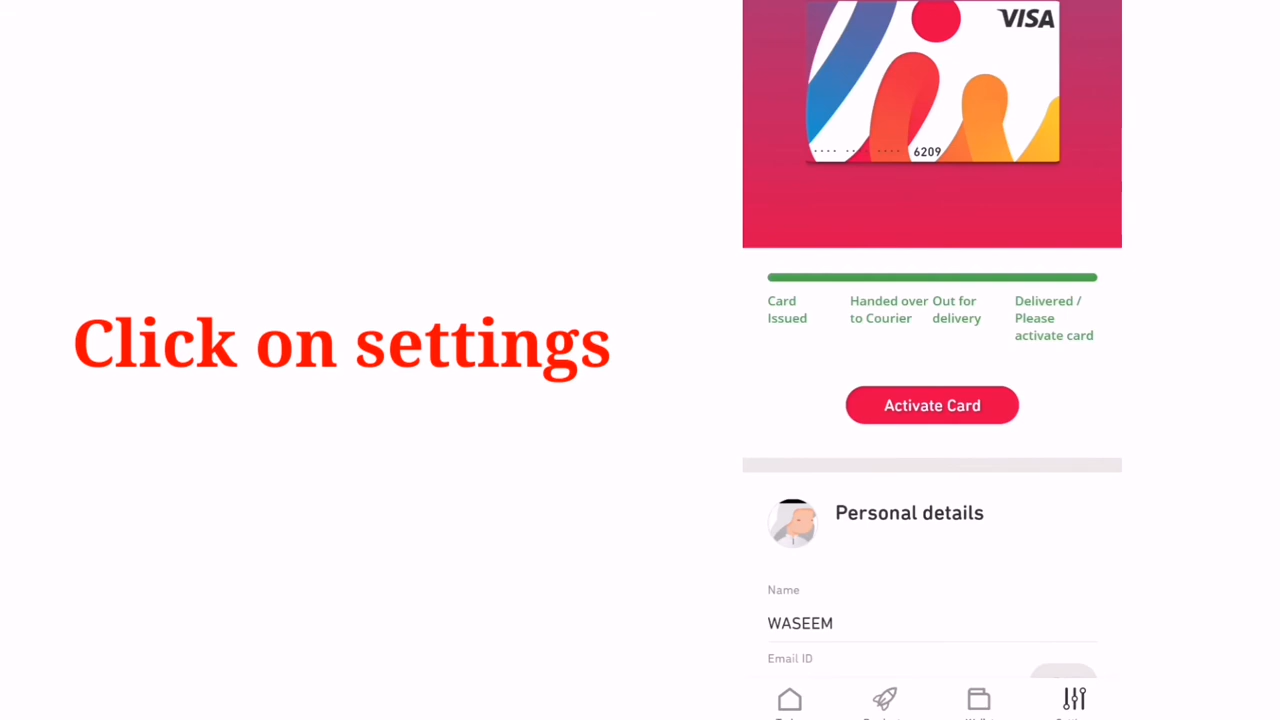 VISA
6209
Click on settings
Card
Issued
Handed over
to Courier
Out for
delivery
Delivered /
Please
activate card
Activate Card
Personal details
Name
WASEEM
Email ID